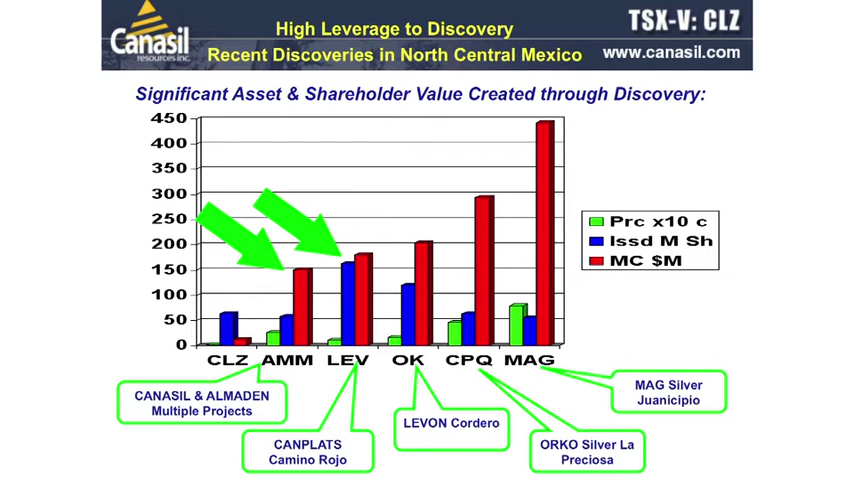 Canasil
resources inc.
High Leverage to Discovery
Recent Discoveries in North Central Mexico
TSX-V: CLZ
www.canasil.com
Significant Asset & Shareholder Value Created through Discovery:
450
400
350
300
250
200
150
100
50
0
CLZ AMM LEV OK CPQ MAG
Prc x10 c
Issd M Sh
MC $M
CANASIL & ALMADEN
Multiple Projects
CANPLATS
Camino Rojo
LEVON Cordero
ORKO Silver La
Preciosa
MAG Silver
Juanicipio